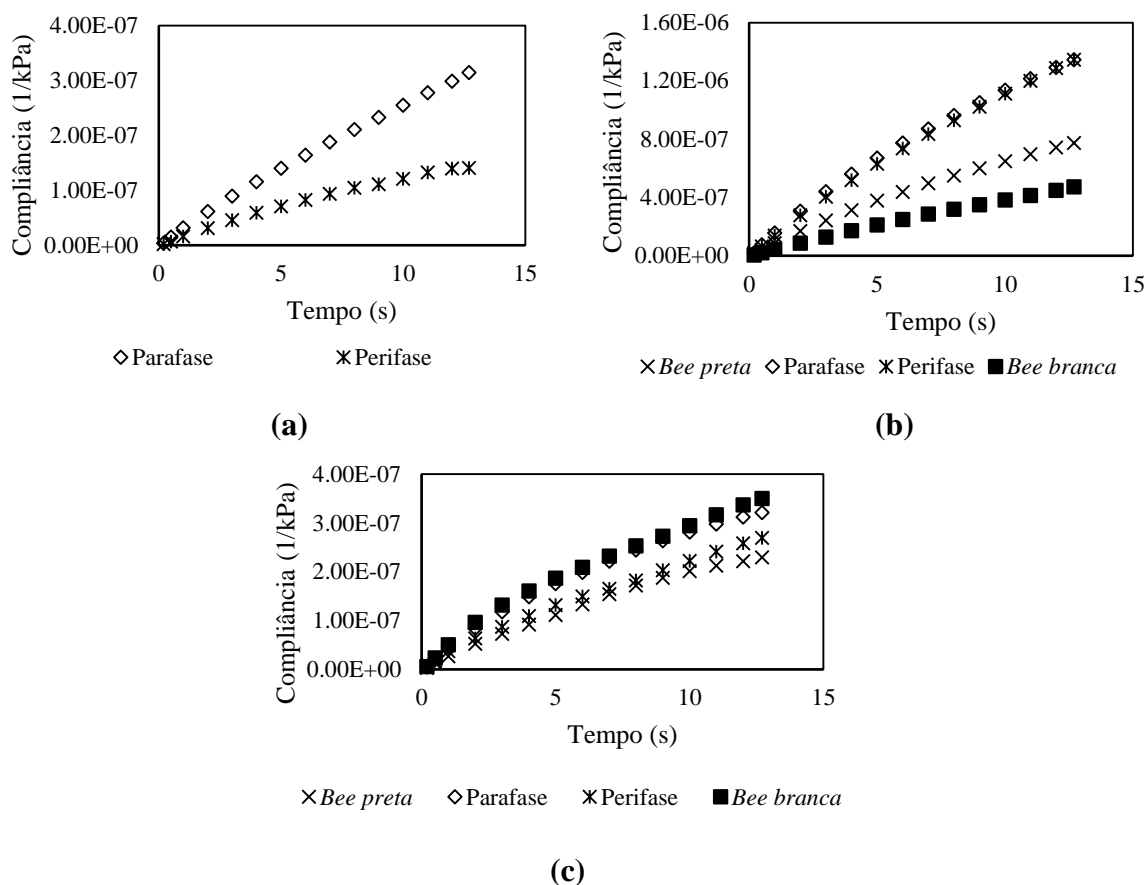 4.00E-07
3.00E-07
2.00E-07
1.00E-07
0.00E+00
Compliância (1/kPa)
0 5 10 15
Tempo (s)
Parafase Perifase
(a)
1.60E-06
1.20E-06
8.00E-07
4.00E-07
0.00E+00
Compliância (1/kPa)
0 5 10 15
Tempo (s)
Bee preta Parafase Perifase Bee branca
(b)
4.00E-07
3.00E-07
2.00E-07
1.00E-07
0.00E+00
Compliância (1/kPa)
0 5 10 15
Tempo (s)
Bee preta Parafase Perifase Bee branca
(c)